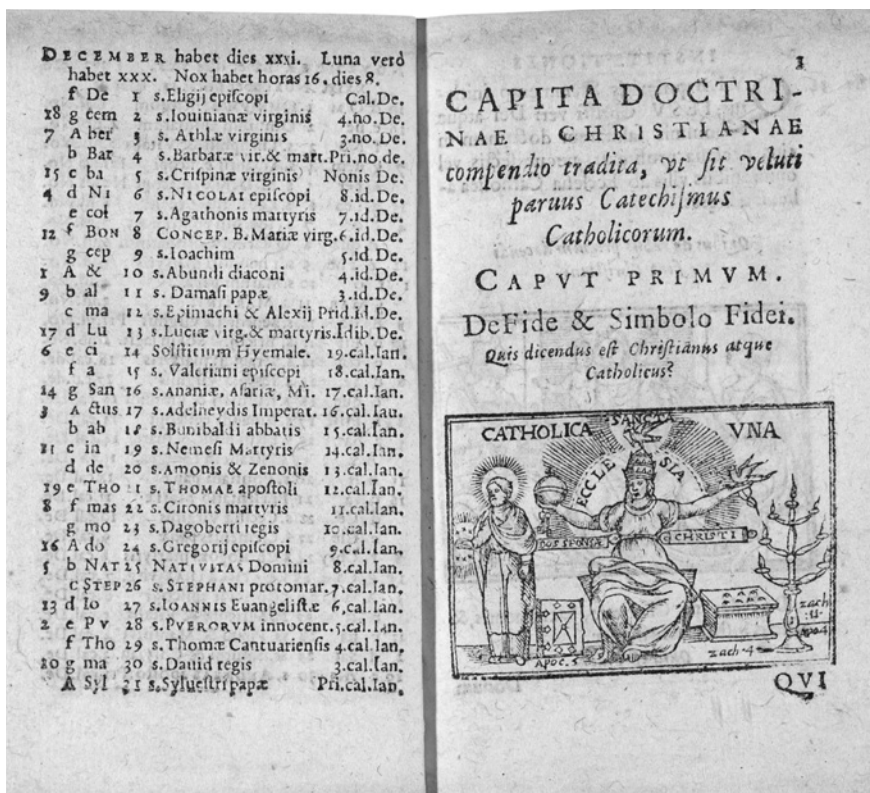 DECEMBER habet dies xxxi. Luna verò
habet xxx. Nox habet horas 16, dies 8.
f De 1 s.Eligij epiſcopi Cal.De.
18 g cem 2 s.Iouinianæ virginis 4.no.De.
7 A ber 3 s. Athlæ virginis 3.no.De.
b Bar 4 s.Barbaræ vir.& mart.Pri.no.de.
15 c ba 5 s.Criſpinæ virginis Nonis De.
4 d NI 6 s.NICOLAI epiſcopi 8.id.De.
e col 7 s.Agathonis martyris 7.id.De.
12 f BON 8 CONCEP. B.Mariæ virg.6.id.De.
g cep 9 s.Ioachim 5.id.De.
1 A & 10 s.Abundi diaconi 4.id.De.
9 b al 11 s. Damaſi papæ 3.id.De.
c ma 12 s.Epimachi & Alexij Prid.Id.De.
17 d Lu 13 s.Luciæ virg.& martyris.Idib.De.
6 e ci 14 Solſtitium Hyemale. 19.cal.Ian.
f a 15 s. Valeriani epiſcopi 18.cal.Ian.
14 g San 16 s.Ananiæ, Aſariæ, Mi. 17.cal.Ian.
3 A ctus 17 s.Adelheydis Imperat. 16.cal.Iau.
b ab 18 s.Bunibaldi abbatis 15.cal.Ian.
11 c in 19 s.Nemeſi Martyris 14.cal.Ian.
d de 20 s.Amonis & Zenonis 13.cal.Ian.
19 e THO 21 s.THOMAE apoſtoli 12.cal.Ian.
8 f mas 22 s.Cironis martyris 11.cal.Ian.
g mo 23 s.Dagoberti regis 10.cal.Ian.
16 A do 24 s.Gregorij epiſcopi 9.cal.Ian.
5 b NAT 25 NATIVITAS Domini 8.cal.Ian.
c STEP 26 s.STEPHANI protomar.7.cal.Ian.
13 d Io 27 s.IOANNIS Euangeliſtæ 6,cal.Ian.
2 e PV 28 s.PVERORVM innocent.5.cal.Ian.
f Tho 29 s.Thomæ Cantuarienſis 4.cal.Ian.
10 g ma 30 s.Dauid regis 3.cal.Ian.
A Syl 31 s.Sylueſtri papæ Pri.cal.Ian.
1
CAPITA DOCTRI-
NAE CHRISTIANAE
compendio tradita, vt ſit veluti
paruus Catechiſmus
Catholicorum.
CAPVT PRIMVM.
De Fide & Simbolo Fidei.
Quis dicendus eſt Chriſtianus atque
Catholicus?
CATHOLICA SANCTA VNA
ECCLESIA
SPONSA CHRISTI
zach
11.
apo.
zach.4
APOC. 5
QVI